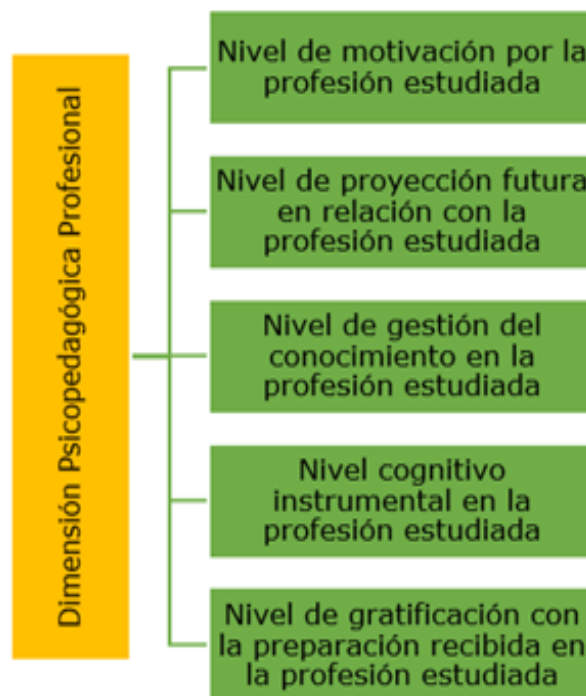 Dimensión Psicopedagógica Profesional
Nivel de motivación por la
profesión estudiada
Nivel de proyección futura
en relación con la
profesión estudiada
Nivel de gestión del
conocimiento en la
profesión estudiada
Nivel cognitivo
instrumental en la
profesión estudiada
Nivel de gratificación con
la preparación recibida en
la profesión estudiada